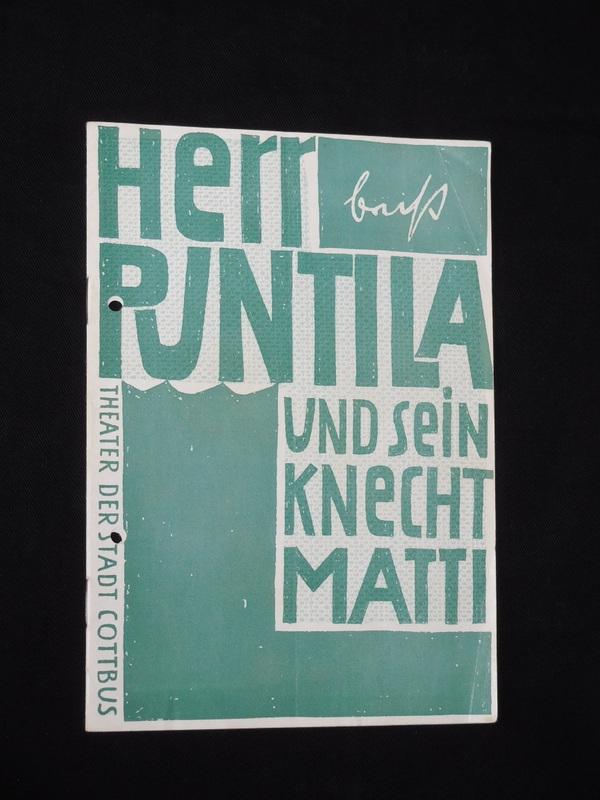 Herr
brecht
PUNTILA
UND SEIN
KNECHT
MATTI
THEATER DER STADT COTTBUS